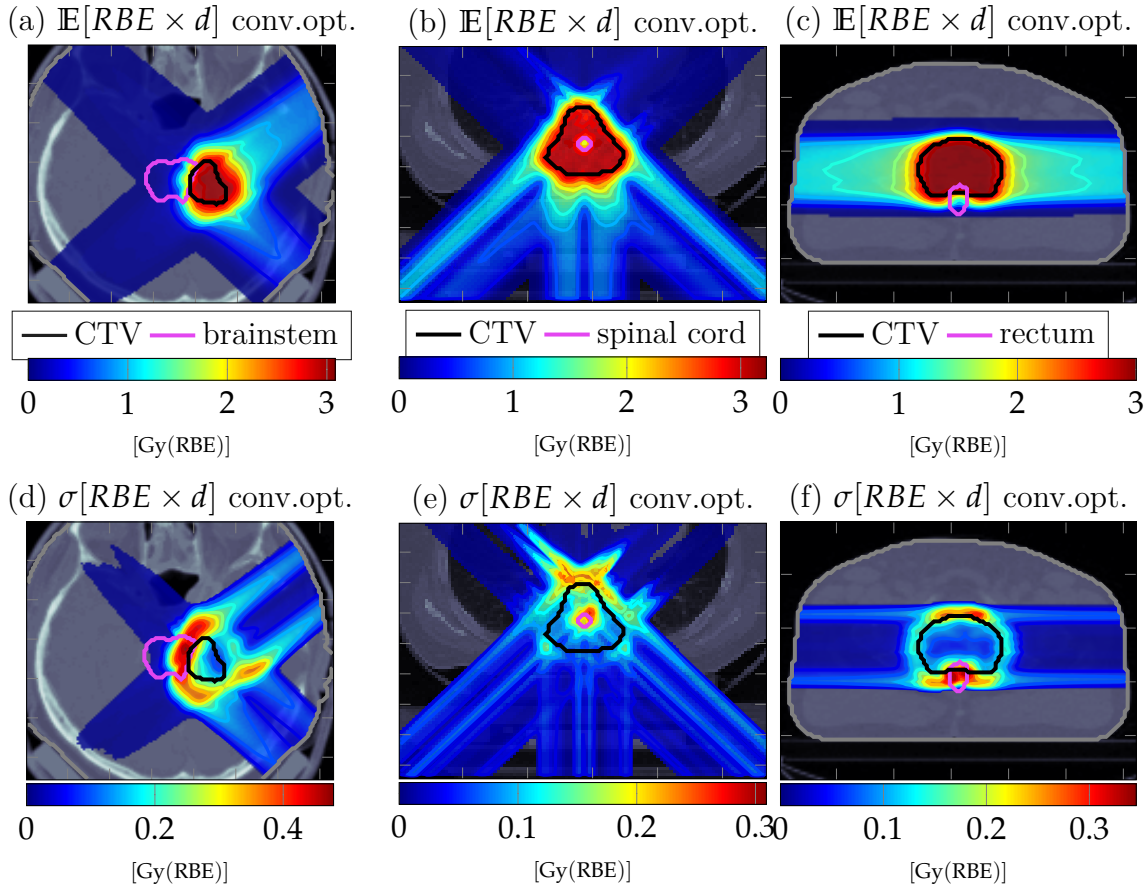 (a) 𝔼[RBE × d] conv.opt.
(b) 𝔼[RBE × d] conv.opt.
(c) 𝔼[RBE × d] conv.opt.
CTV brainstem
CTV spinal cord
CTV rectum
0 1 2 3
0 1 2 3
0 1 2 3
[Gy(RBE)]
[Gy(RBE)]
[Gy(RBE)]
(d) σ[RBE × d] conv.opt.
(e) σ[RBE × d] conv.opt.
(f) σ[RBE × d] conv.opt.
0 0.2 0.4
0 0.1 0.2 0.3
0 0.1 0.2 0.3
[Gy(RBE)]
[Gy(RBE)]
[Gy(RBE)]